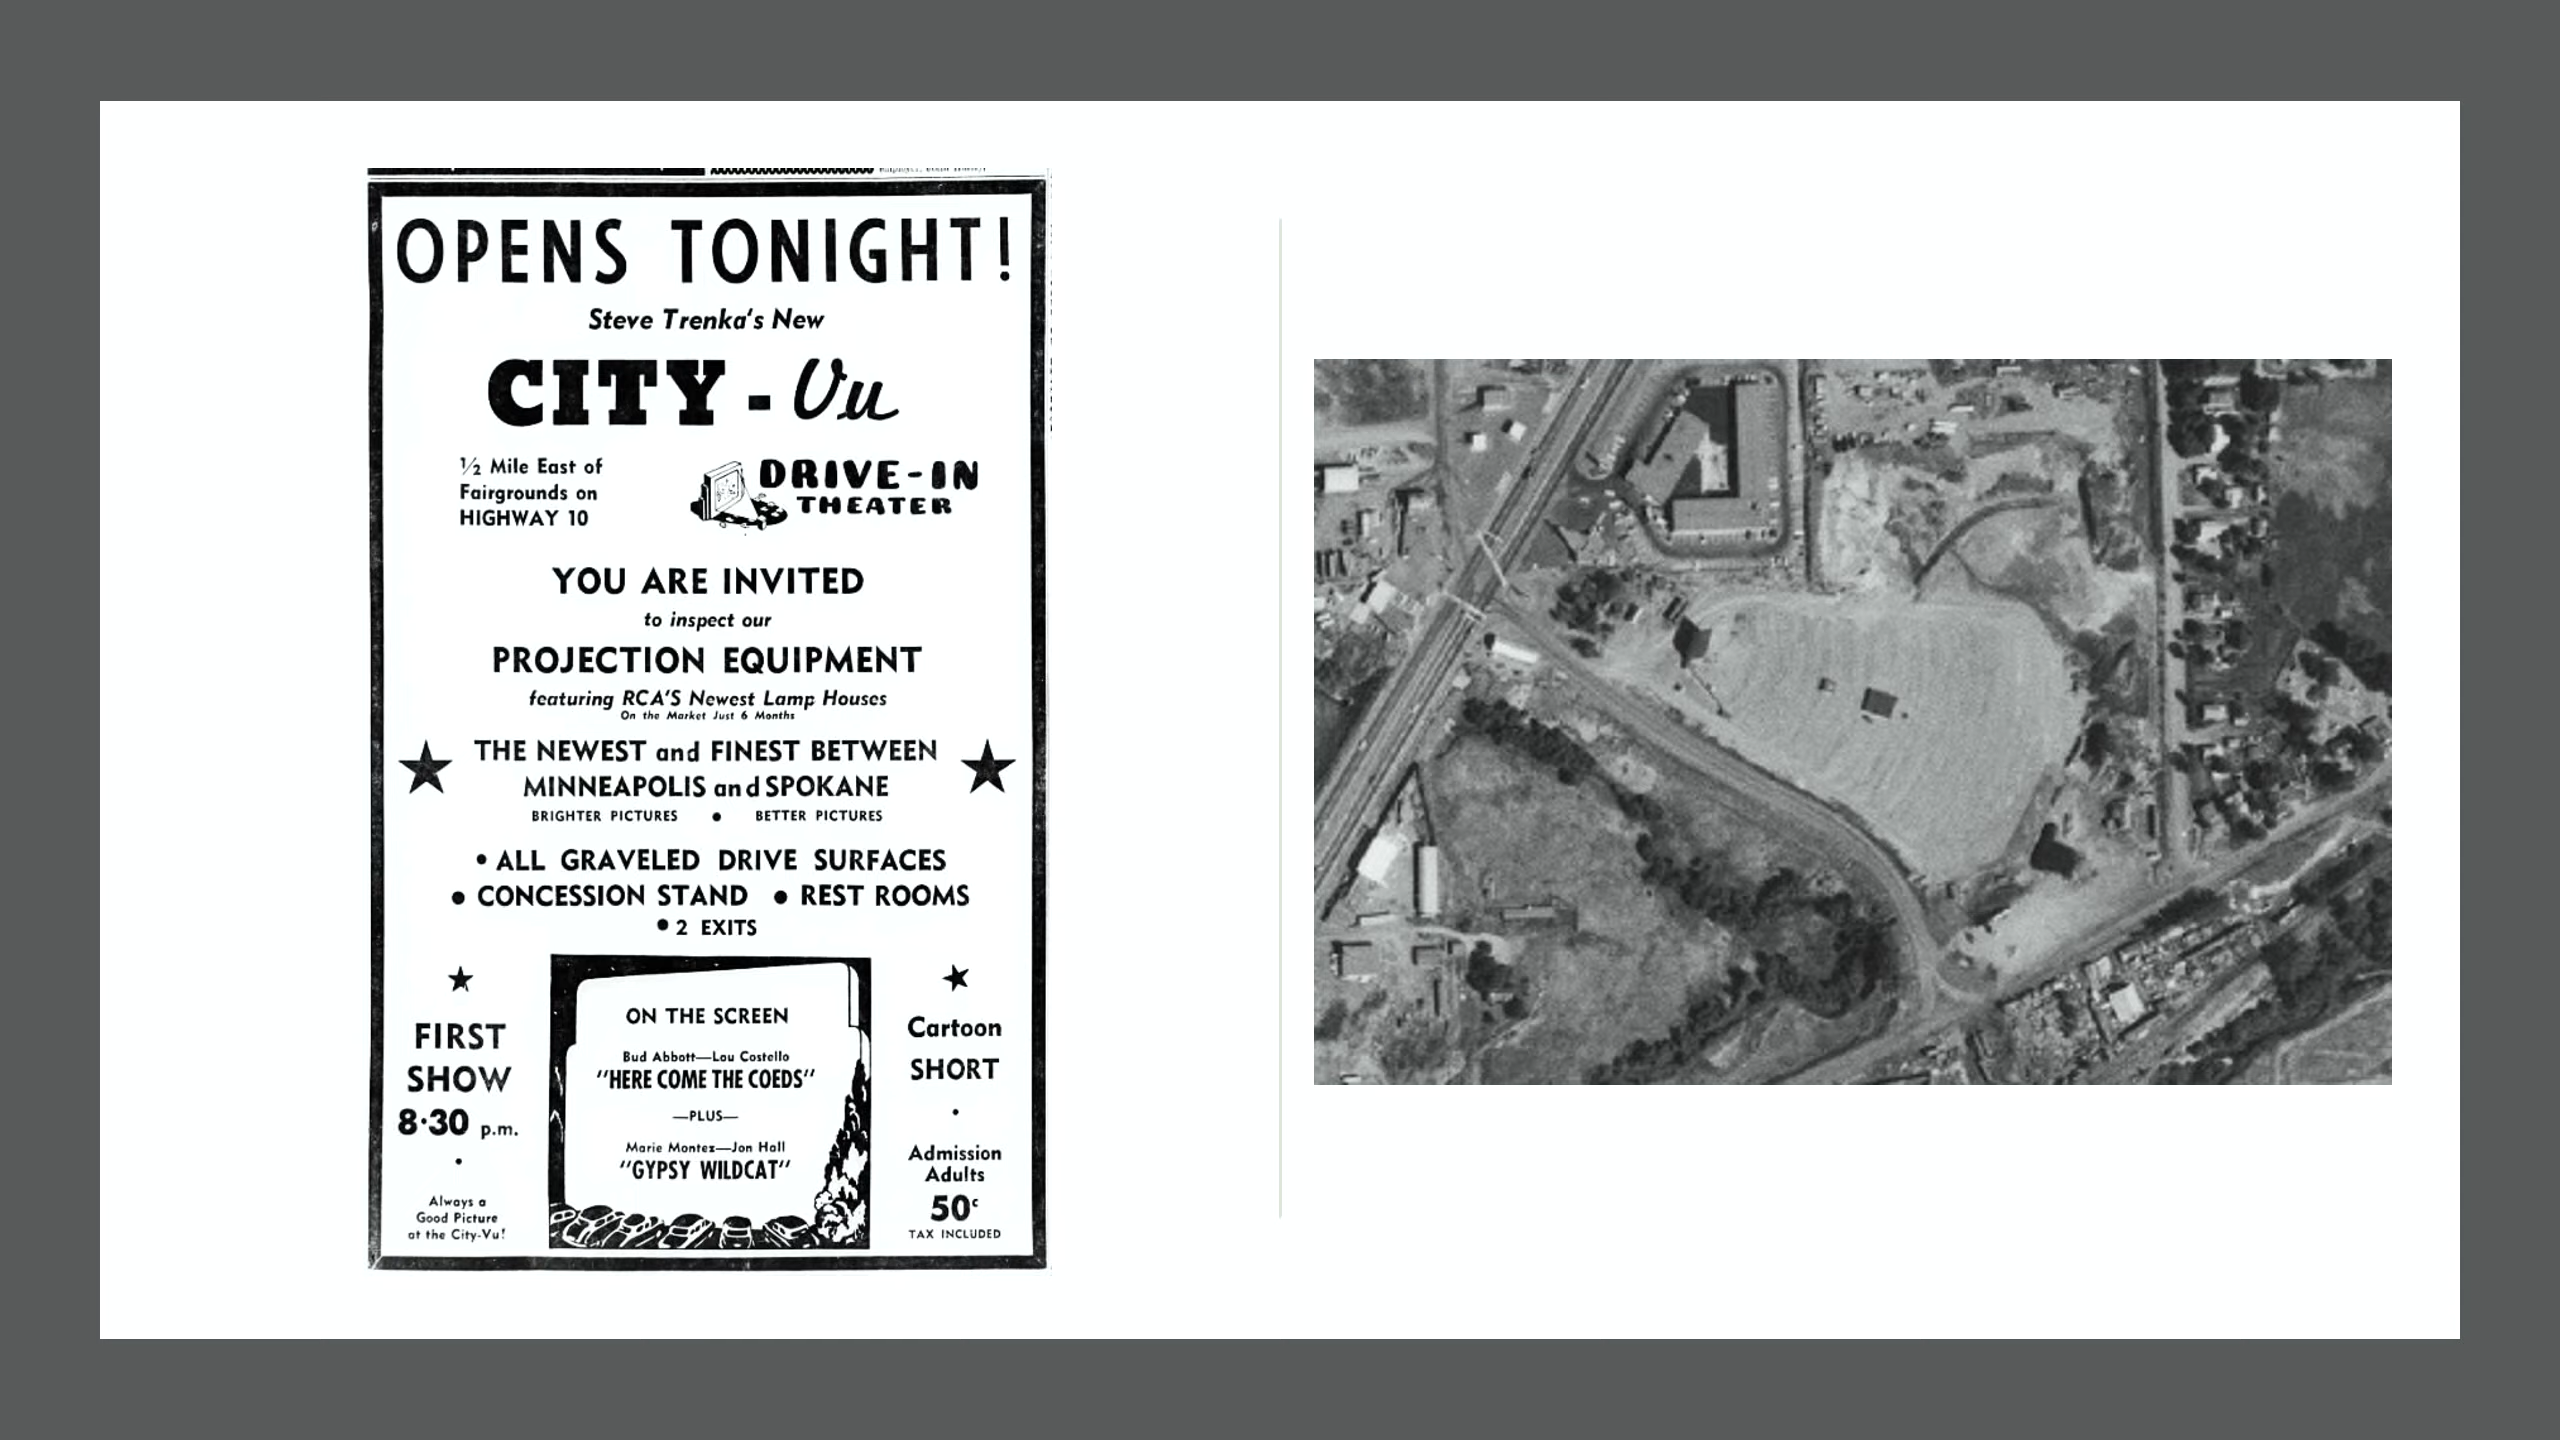 OPENS TONIGHT!
Steve Trenka's New
CITY - Vu
1/2 Mile East of
Fairgrounds on
HIGHWAY 10
DRIVE-IN
THEATER
YOU ARE INVITED
to inspect our
PROJECTION EQUIPMENT
featuring RCA'S Newest Lamp Houses
On the Market Just 6 Months
THE NEWEST and FINEST BETWEEN
MINNEAPOLIS and SPOKANE
BRIGHTER PICTURES • BETTER PICTURES
• ALL GRAVELED DRIVE SURFACES
• CONCESSION STAND • REST ROOMS
• 2 EXITS
FIRST
SHOW
8·30 p.m.
•
Always a
Good Picture
at the City-Vu!
ON THE SCREEN
Bud Abbott—Lou Costello
"HERE COME THE COEDS"
—PLUS—
Marie Montez—Jon Hall
"GYPSY WILDCAT"
Cartoon
SHORT
•
Admission
Adults
50c
TAX INCLUDED